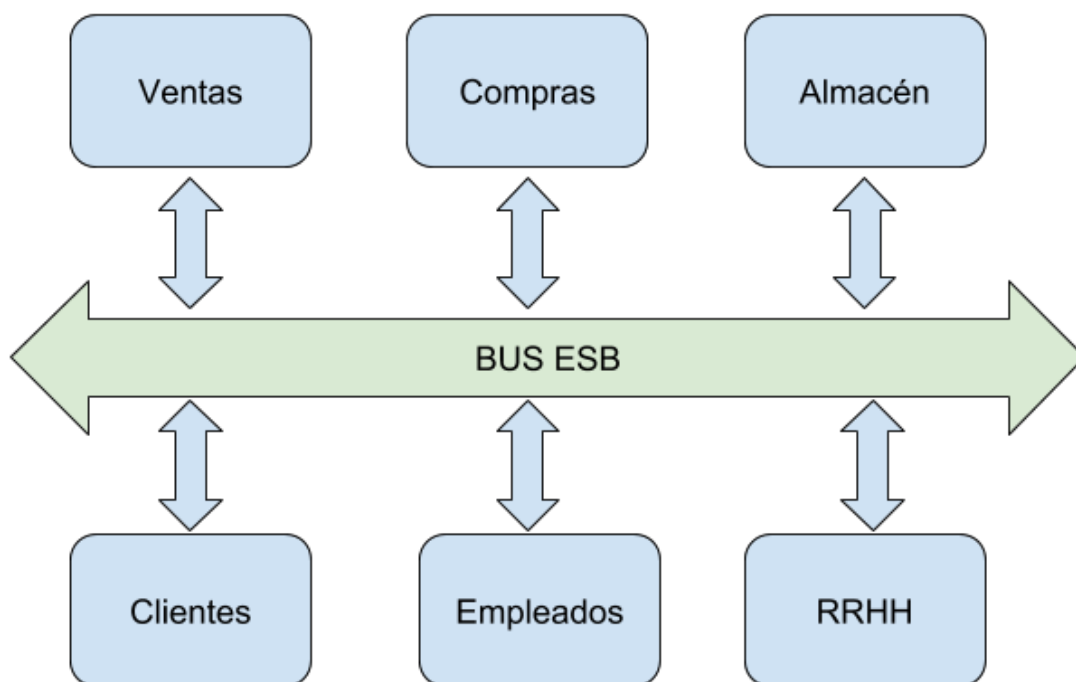 Ventas
Compras
Almacén
BUS ESB
Clientes
Empleados
RRHH